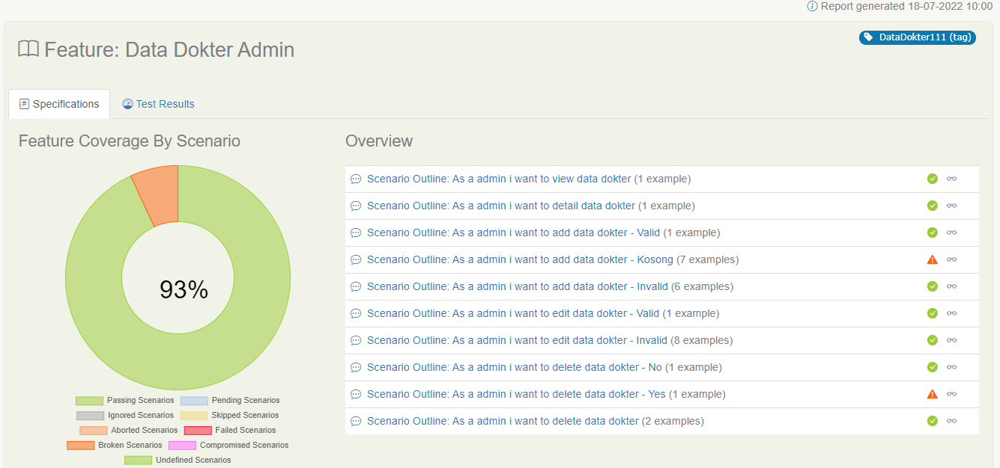 Report generated 18-07-2022 10:00
DataDokter111 (tag)
Feature: Data Dokter Admin
Specifications
Test Results
Feature Coverage By Scenario
93%
Passing Scenarios
Pending Scenarios
Ignored Scenarios
Skipped Scenarios
Aborted Scenarios
Failed Scenarios
Broken Scenarios
Compromised Scenarios
Undefined Scenarios
Overview
Scenario Outline: As a admin i want to view data dokter (1 example)
Scenario Outline: As a admin i want to detail data dokter (1 example)
Scenario Outline: As a admin i want to add data dokter - Valid (1 example)
Scenario Outline: As a admin i want to add data dokter - Kosong (7 examples)
Scenario Outline: As a admin i want to add data dokter - Invalid (6 examples)
Scenario Outline: As a admin i want to edit data dokter - Valid (1 example)
Scenario Outline: As a admin i want to edit data dokter - Invalid (8 examples)
Scenario Outline: As a admin i want to delete data dokter - No (1 example)
Scenario Outline: As a admin i want to delete data dokter - Yes (1 example)
Scenario Outline: As a admin i want to delete data dokter (2 examples)